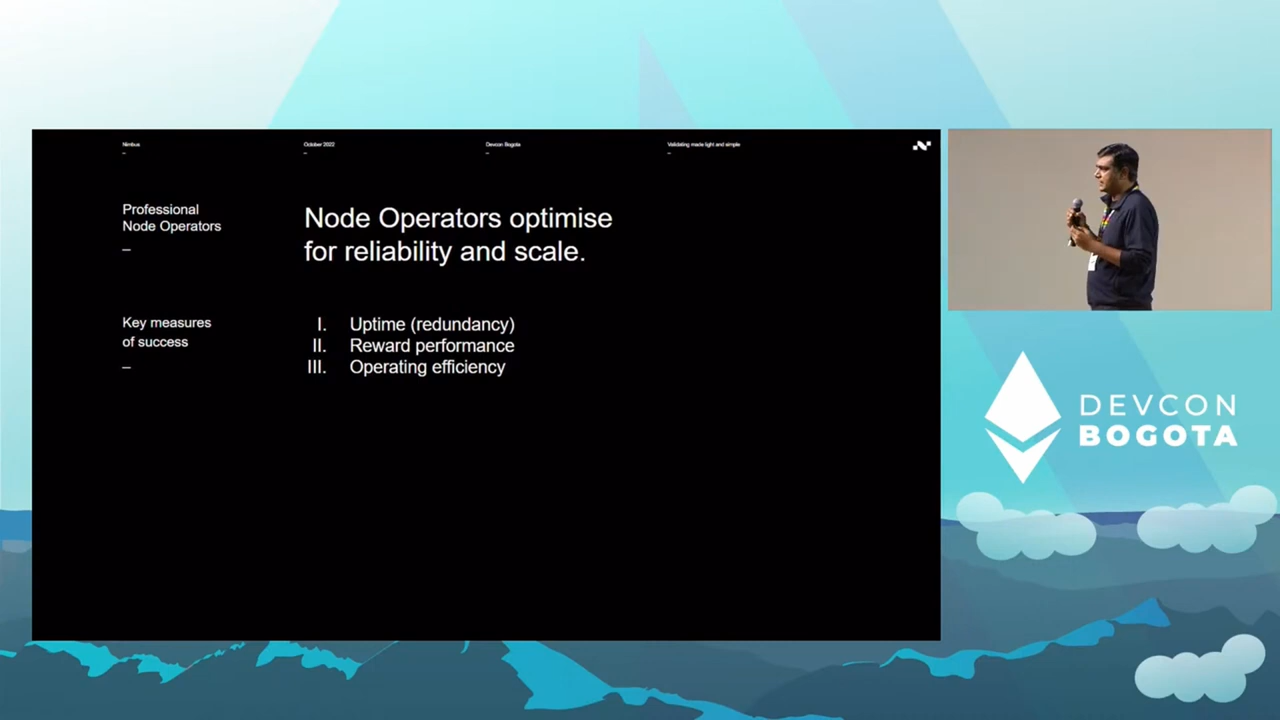 Nimbus
October 2022
Devcon Bogota
Validating made light and simple
Professional
Node Operators
Node Operators optimise
for reliability and scale.
Key measures
of success
I. Uptime (redundancy)
II. Reward performance
III. Operating efficiency
DEVCON
BOGOTA